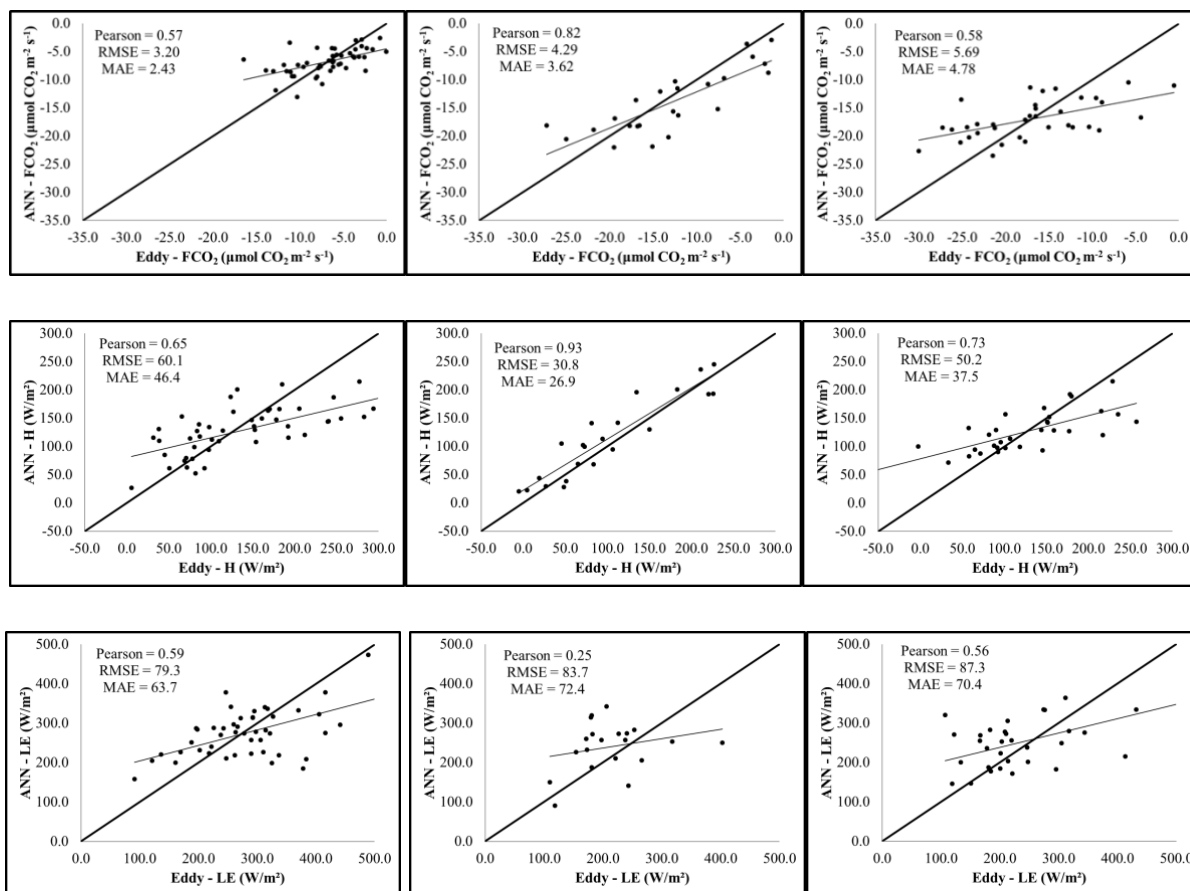 Pearson = 0.57
RMSE = 3.20
MAE = 2.43
0.0
-5.0
-10.0
-15.0
-20.0
-25.0
-30.0
-35.0
ANN - FCO₂ (µmol CO₂ m⁻² s⁻¹)
-35.0 -30.0 -25.0 -20.0 -15.0 -10.0 -5.0 0.0
Eddy - FCO₂ (µmol CO₂ m⁻² s⁻¹)
Pearson = 0.82
RMSE = 4.29
MAE = 3.62
0.0
-5.0
-10.0
-15.0
-20.0
-25.0
-30.0
-35.0
ANN - FCO₂ (µmol CO₂ m⁻² s⁻¹)
-35.0 -30.0 -25.0 -20.0 -15.0 -10.0 -5.0 0.0
Eddy - FCO₂ (µmol CO₂ m⁻² s⁻¹)
Pearson = 0.58
RMSE = 5.69
MAE = 4.78
0.0
-5.0
-10.0
-15.0
-20.0
-25.0
-30.0
-35.0
ANN - FCO₂ (µmol CO₂ m⁻² s⁻¹)
-35.0 -30.0 -25.0 -20.0 -15.0 -10.0 -5.0 0.0
Eddy - FCO₂ (µmol CO₂ m⁻² s⁻¹)
Pearson = 0.65
RMSE = 60.1
MAE = 46.4
300.0
250.0
200.0
150.0
100.0
50.0
0.0
-50.0
ANN - H (W/m²)
-50.0 0.0 50.0 100.0 150.0 200.0 250.0 300.0
Eddy - H (W/m²)
Pearson = 0.93
RMSE = 30.8
MAE = 26.9
300.0
250.0
200.0
150.0
100.0
50.0
0.0
-50.0
ANN - H (W/m²)
-50.0 0.0 50.0 100.0 150.0 200.0 250.0 300.0
Eddy - H (W/m²)
Pearson = 0.73
RMSE = 50.2
MAE = 37.5
300.0
250.0
200.0
150.0
100.0
50.0
0.0
-50.0
ANN - H (W/m²)
-50.0 0.0 50.0 100.0 150.0 200.0 250.0 300.0
Eddy - H (W/m²)
Pearson = 0.59
RMSE = 79.3
MAE = 63.7
500.0
400.0
300.0
200.0
100.0
0.0
ANN - LE (W/m²)
0.0 100.0 200.0 300.0 400.0 500.0
Eddy - LE (W/m²)
Pearson = 0.25
RMSE = 83.7
MAE = 72.4
500.0
400.0
300.0
200.0
100.0
0.0
ANN - LE (W/m²)
0.0 100.0 200.0 300.0 400.0 500.0
Eddy - LE (W/m²)
Pearson = 0.56
RMSE = 87.3
MAE = 70.4
500.0
400.0
300.0
200.0
100.0
0.0
ANN - LE (W/m²)
0.0 100.0 200.0 300.0 400.0 500.0
Eddy - LE (W/m²)